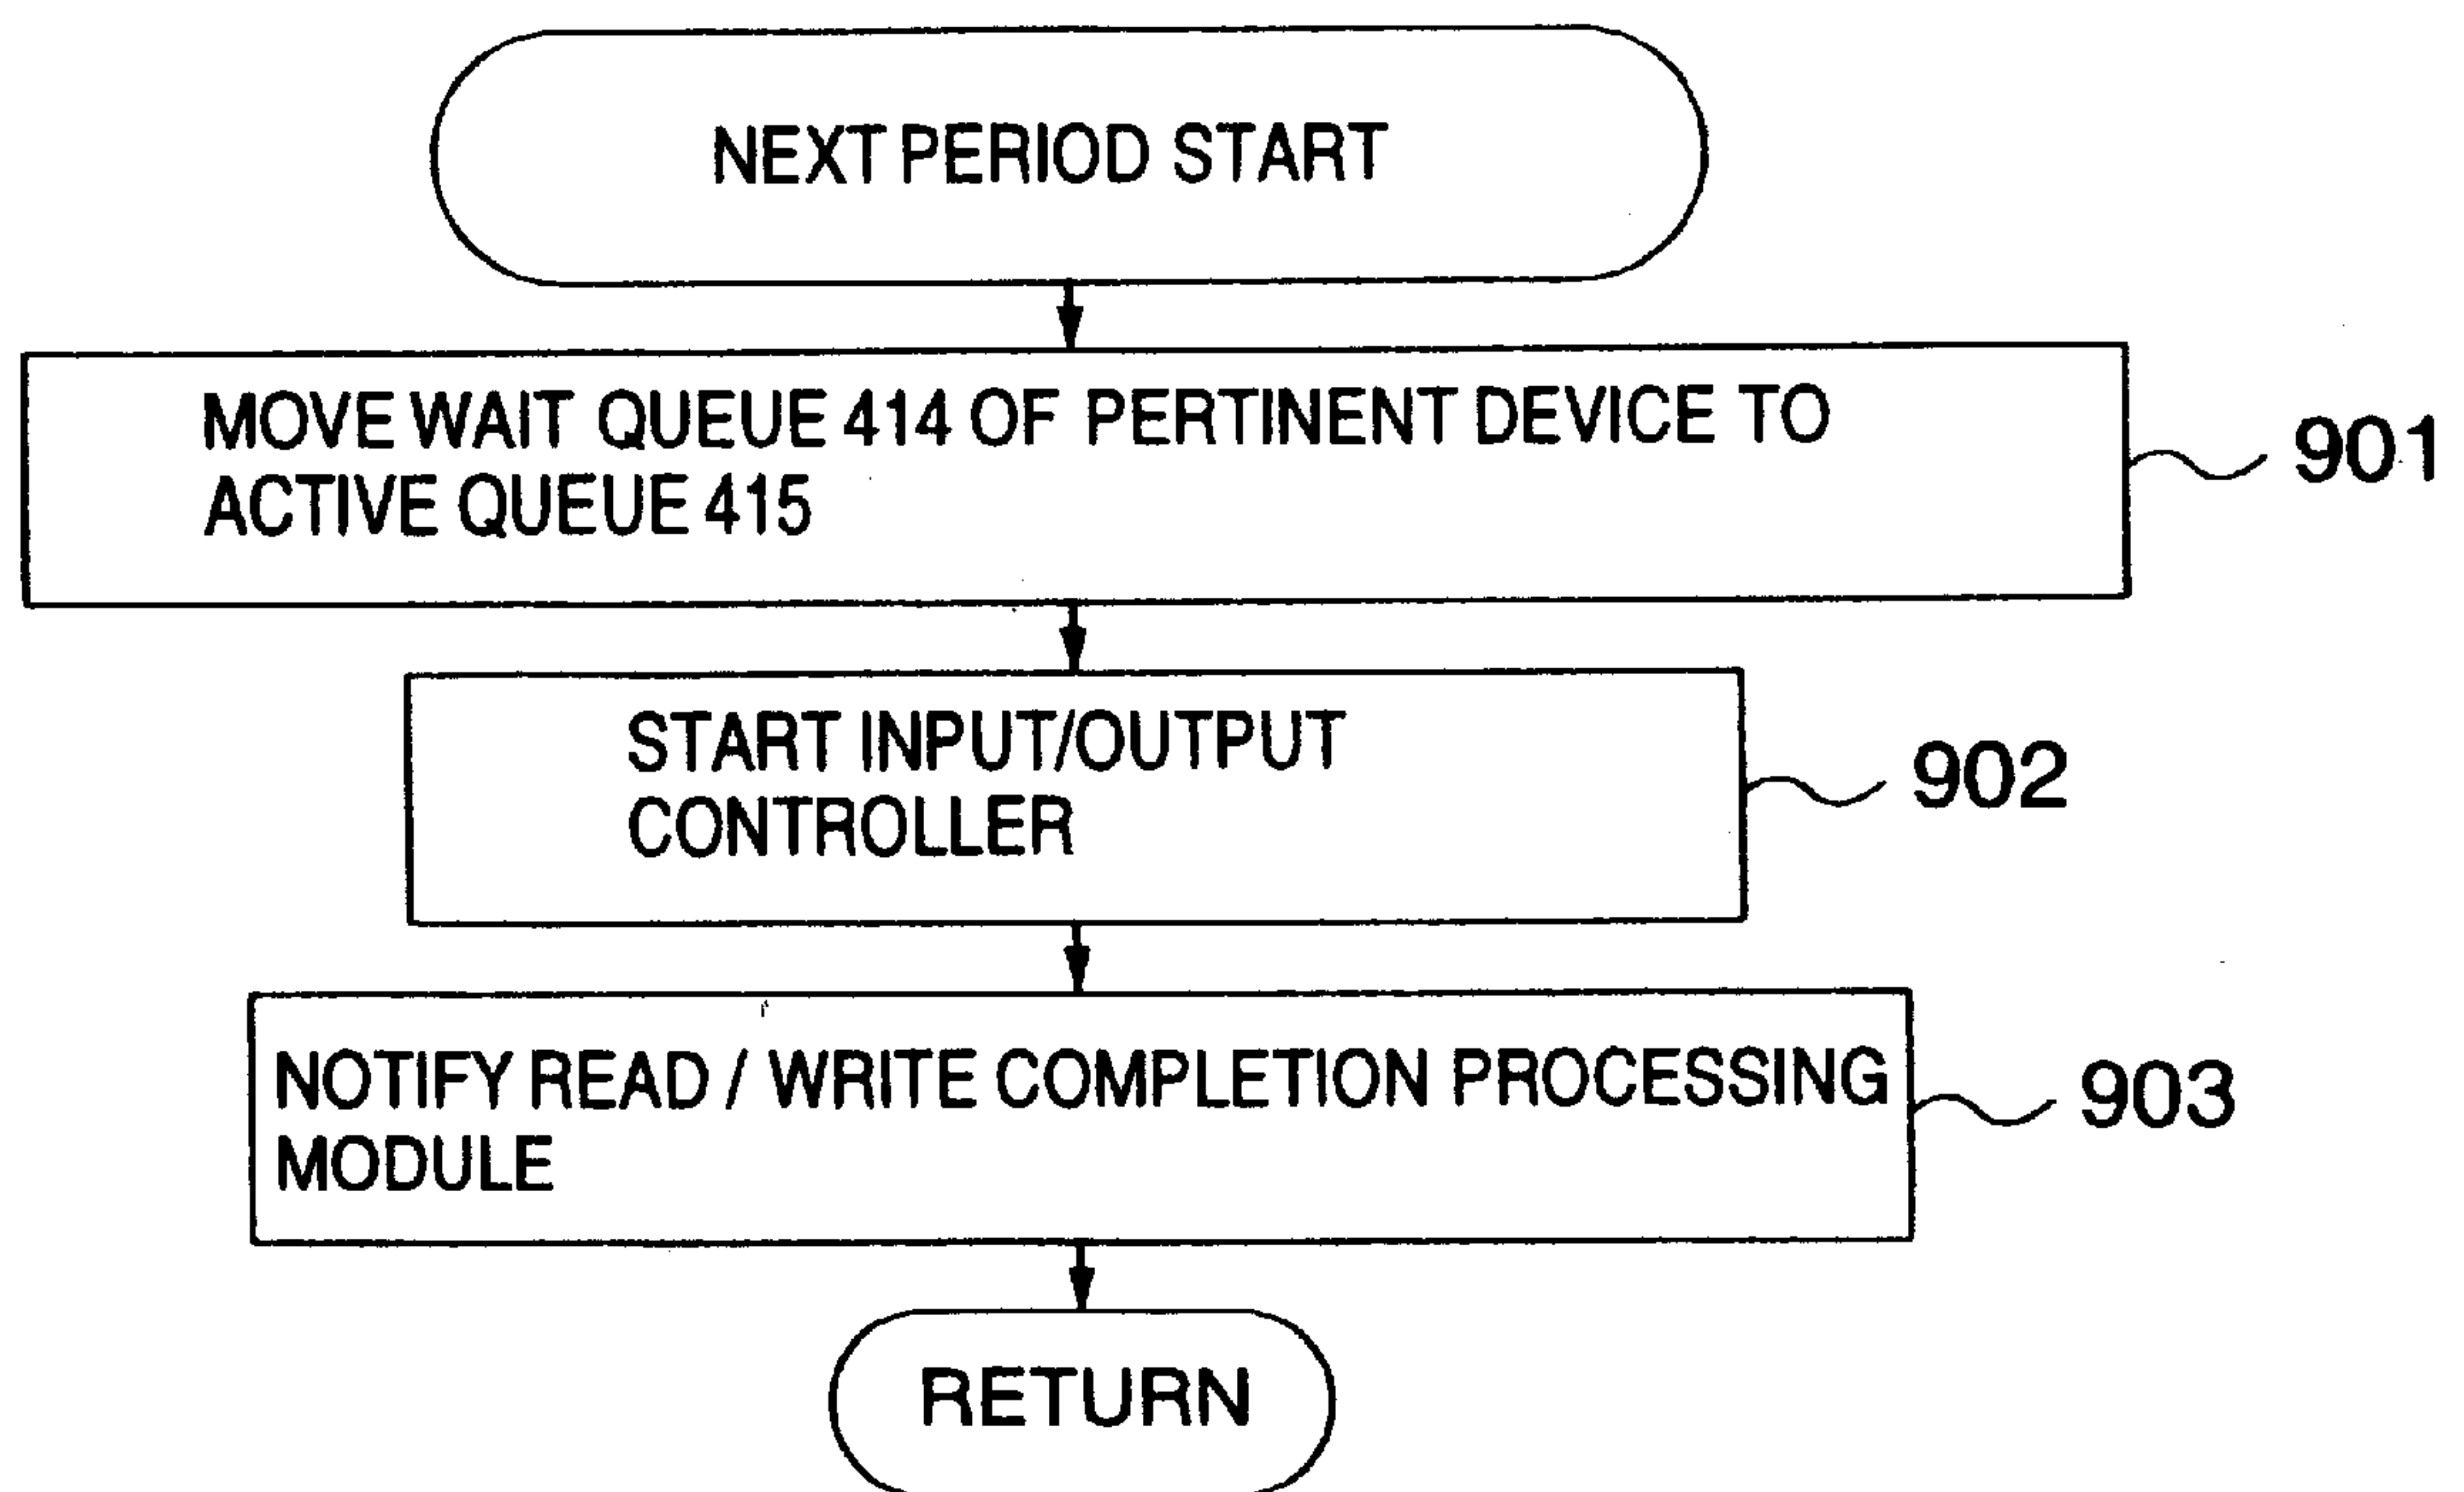 NEXT PERIOD START
MOVE WAIT QUEUE 414 OF PERTINENT DEVICE TO
ACTIVE QUEUE 415
901
START INPUT/OUTPUT
CONTROLLER
902
NOTIFY READ / WRITE COMPLETION PROCESSING
MODULE
903
RETURN